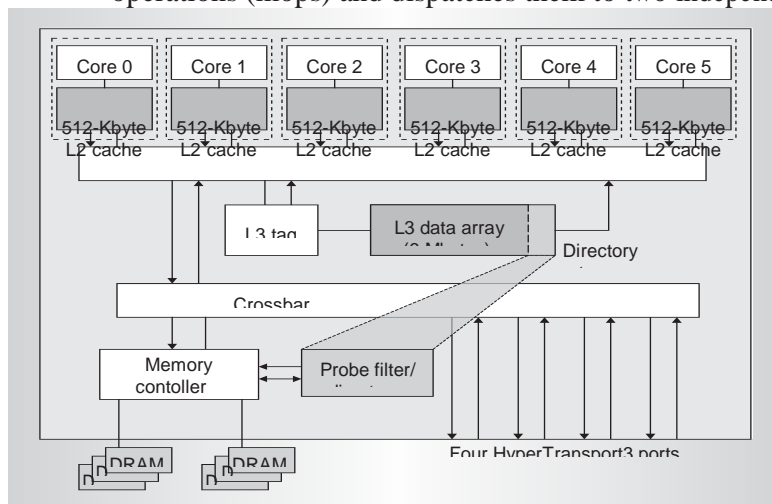 operations (mops) and dispatches them to two indepen
Core 0 Core 1 Core 2 Core 3 Core 4 Core 5
512-Kbyte 512-Kbyte 512-Kbyte 512-Kbyte 512-Kbyte 512-Kbyte
L2 cache L2 cache L2 cache L2 cache L2 cache L2 cache
L3 tag
L3 data array
Directory
Crossbar
Memory
contoller
Probe filter/
DRAM DRAM
Four HyperTransport3 ports